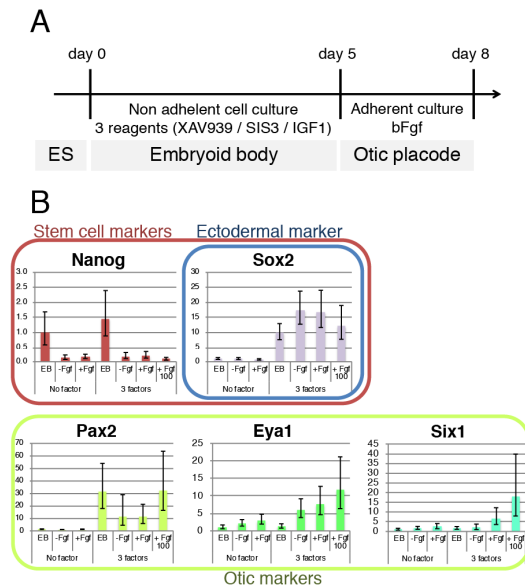 A
day 0 day 5 day 8
Non adhelent cell culture
3 reagents (XAV939 / SIS3 / IGF1)
Adherent culture
bFgf
ES Embryoid body Otic placode
B
Stem cell markers Ectodermal marker
Nanog
3.0
2.5
2.0
1.5
1.0
0.5
0.0
EB -Fgf +Fgf EB -Fgf +Fgf + Fgf
100
No factor 3 factors
Sox2
30
25
20
15
10
5
0
EB -Fgf +Fgf EB -Fgf +Fgf + Fgf
100
No factor 3 factors
Pax2
70
60
50
40
30
20
10
0
EB -Fgf +Fgf EB -Fgf +Fgf + Fgf
100
No factor 3 factors
Eya1
25
20
15
10
5
0
EB -Fgf +Fgf EB -Fgf +Fgf + Fgf
100
No factor 3 factors
Six1
45
40
35
30
25
20
15
10
5
0
EB -Fgf +Fgf EB -Fgf +Fgf + Fgf
100
No factor 3 factors
Otic markers